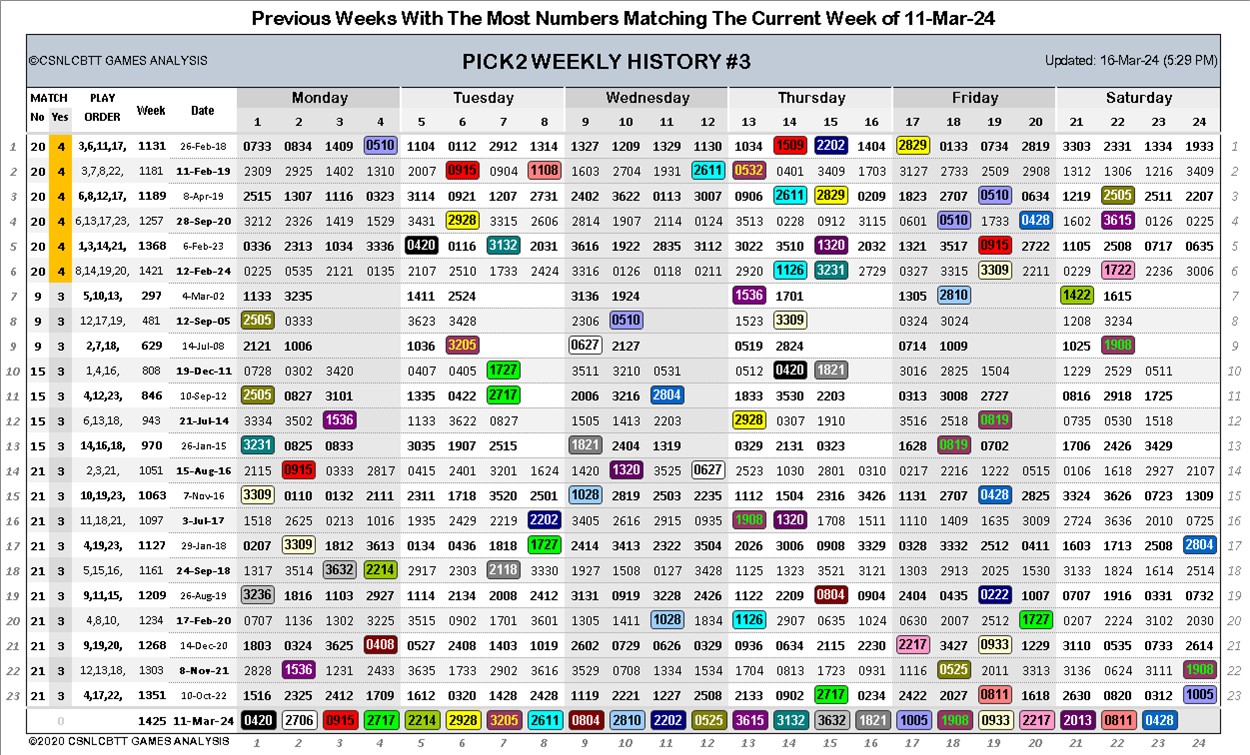 Previous Weeks With The Most Numbers Matching The Current Week of 11-Mar-24
©CSNLCBTT GAMES ANALYSIS PICK2 WEEKLY HISTORY #3 Updated: 16-Mar-24 (5:29 PM)
MATCH PLAY Week Date Monday Tuesday Wednesday Thursday Friday Saturday
No Yes ORDER 1 2 3 4 5 6 7 8 9 10 11 12 13 14 15 16 17 18 19 20 21 22 23 24
1 20 4 3,6,11,17, 1131 26-Feb-18 0733 0834 1409 0510 1104 0112 2912 1314 1327 1209 1329 1130 1034 1509 2202 1404 2829 0133 0734 2819 3303 2331 1334 1933 1
2 20 4 3,7,8,22, 1181 11-Feb-19 2309 2925 1402 1310 2007 0915 0904 1108 1603 2704 1931 2611 0532 0401 3409 1703 3127 2733 2509 2908 1312 1306 1216 3409 2
3 20 4 6,8,12,17, 1189 8-Apr-19 2515 1307 1116 0323 3114 0921 1207 2731 2402 3622 0113 3007 0906 2611 2829 0209 1823 2707 0510 0634 1219 2505 2511 2207 3
4 20 4 6,13,17,23, 1257 28-Sep-20 3212 2326 1419 1529 3431 2928 3315 2606 2814 1907 2114 0124 3513 0228 0912 3115 0601 0510 1733 0428 1602 3615 0126 0225 4
5 20 4 1,3,14,21, 1368 6-Feb-23 0336 2313 1034 3336 0420 0116 3132 2031 3616 1922 2835 3112 3022 3510 1320 2032 1321 3517 0915 2722 1105 2508 0717 0635 5
6 20 4 8,14,19,20, 1421 12-Feb-24 0225 0535 2121 0135 2107 2510 1733 2424 3316 0126 0118 0211 2920 1126 3231 2729 0327 3315 3309 2211 0229 1722 2236 3006 6
7 9 3 5,10,13, 297 4-Mar-02 1133 3235 1411 2524 3136 1924 1536 1701 1305 2810 1422 1615 7
8 9 3 12,17,19, 481 12-Sep-05 2505 0333 3623 3428 2306 0510 1523 3309 0324 3024 1208 3234 8
9 9 3 2,7,18, 629 14-Jul-08 2121 1006 1036 3205 0627 2127 0519 2824 0714 1009 1025 1908 9
10 15 3 1,4,16, 808 19-Dec-11 0728 0302 3420 0407 0405 1727 3511 3210 0531 0512 0420 1821 3016 2825 1504 1229 2529 0511 10
11 15 3 4,12,23, 846 10-Sep-12 2505 0827 3101 1335 0422 2717 2006 3216 2804 1833 3530 2203 0313 3008 2727 0816 2918 1725 11
12 15 3 6,13,18, 943 21-Jul-14 3334 3502 1536 1133 3622 0827 1505 1413 2203 2928 0307 1910 3516 2518 0819 0735 0530 1518 12
13 15 3 14,16,18, 970 26-Jan-15 3231 0825 0833 3035 1907 2515 1821 2404 1319 0329 2131 0323 1628 0819 0702 1706 2426 3429 13
14 21 3 2,3,21, 1051 15-Aug-16 2115 0915 0333 2817 0415 2401 3201 1624 1420 1320 3525 0627 2523 1030 2801 0310 0217 2216 1222 0515 0106 1618 2927 2107 14
15 21 3 10,19,23, 1063 7-Nov-16 3309 0110 0132 2111 2311 1718 3520 2501 1028 2819 2503 2235 1112 1504 2316 3426 1131 2707 0428 2825 3324 3626 0723 1309 15
16 21 3 11,18,21, 1097 3-Jul-17 1518 2625 0213 1016 1935 2429 2219 2202 3405 2616 2915 0935 1908 1320 1708 1511 1110 1409 1635 3009 2724 3636 2010 0725 16
17 21 3 4,19,23, 1127 29-Jan-18 0207 3309 1812 3613 0134 0436 1818 1727 2414 3413 3322 3504 2026 3006 0908 3329 0328 3332 2512 0411 1603 1713 2508 2804 17
18 21 3 5,15,16, 1161 24-Sep-18 1317 3514 3632 2214 2917 2303 2118 3330 1927 1508 0127 3428 1125 1323 3521 3121 1303 2913 2025 1530 3133 1824 1614 2514 18
19 21 3 9,11,15, 1209 26-Aug-19 3236 1816 1103 2927 1114 2134 2008 2412 3131 0919 3228 2426 1122 2209 0804 0904 2404 0435 0222 1007 0707 1916 0331 0732 19
20 21 3 4,8,10, 1234 17-Feb-20 0707 1136 1302 3225 3515 0902 1701 3601 1305 1411 1028 1834 1126 2907 0635 1024 0630 2007 2512 1727 0207 2224 3102 2030 20
21 21 3 9,19,20, 1268 14-Dec-20 1803 0324 3625 0408 0527 2408 1403 1019 2602 0729 0626 0329 0936 0634 2115 2230 2217 3427 0933 1229 3110 0535 0733 2614 21
22 21 3 12,13,18, 1303 8-Nov-21 2828 1536 1231 2433 3635 1733 2907 3616 3529 0708 1334 1534 1704 0813 1723 0931 1116 0525 2011 3313 3136 0624 3111 1908 22
23 21 3 4,17,22, 1351 10-Oct-22 1516 2325 2412 1709 1612 0320 1428 2428 1119 2221 1227 2508 2133 0902 2717 0234 2422 2027 0811 1618 2630 0820 0312 1005 23
0 1425 11-Mar-24 0420 2706 0915 2717 2214 2928 3205 2611 0804 2810 2202 0525 3615 3132 3632 1821 1005 1908 0933 2217 2013 0811 0428
©2020 CSNLCBTT GAMES ANALYSIS 1 2 3 4 5 6 7 8 9 10 11 12 13 14 15 16 17 18 19 20 21 22 23 24